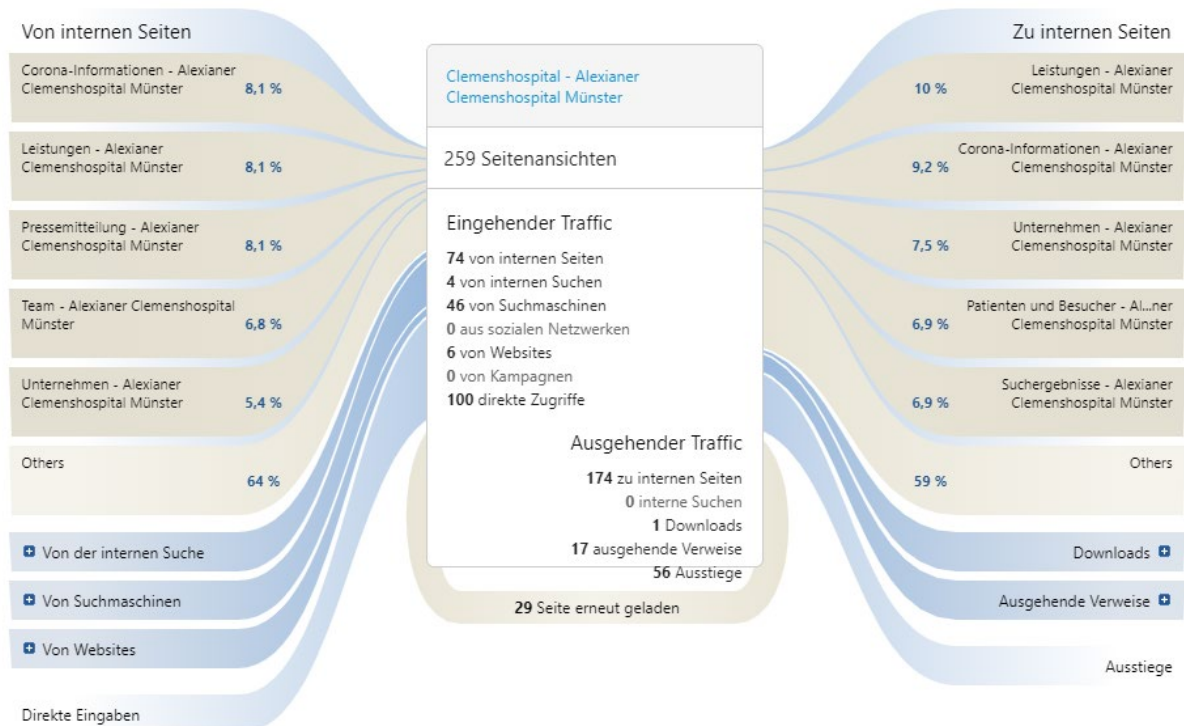 Von internen Seiten
Corona-Informationen - Alexianer
Clemenshospital Münster
8,1 %
Leistungen - Alexianer
Clemenshospital Münster
8,1 %
Pressemitteilung - Alexianer
Clemenshospital Münster
8,1 %
Team - Alexianer Clemenshospital
Münster
6,8 %
Unternehmen - Alexianer
Clemenshospital Münster
5,4 %
Others
64 %
Von der internen Suche
Von Suchmaschinen
Von Websites
Direkte Eingaben
Clemenshospital - Alexianer
Clemenshospital Münster
259 Seitenansichten
Eingehender Traffic
74 von internen Seiten
4 von internen Suchen
46 von Suchmaschinen
0 aus sozialen Netzwerken
6 von Websites
0 von Kampagnen
100 direkte Zugriffe
Ausgehender Traffic
174 zu internen Seiten
0 interne Suchen
1 Downloads
17 ausgehende Verweise
56 Ausstiege
29 Seite erneut geladen
Zu internen Seiten
Leistungen - Alexianer
Clemenshospital Münster
10 %
Corona-Informationen - Alexianer
Clemenshospital Münster
9,2 %
Unternehmen - Alexianer
Clemenshospital Münster
7,5 %
Patienten und Besucher - Al...ner
Clemenshospital Münster
6,9 %
Suchergebnisse - Alexianer
Clemenshospital Münster
6,9 %
Others
59 %
Downloads
Ausgehende Verweise
Ausstiege